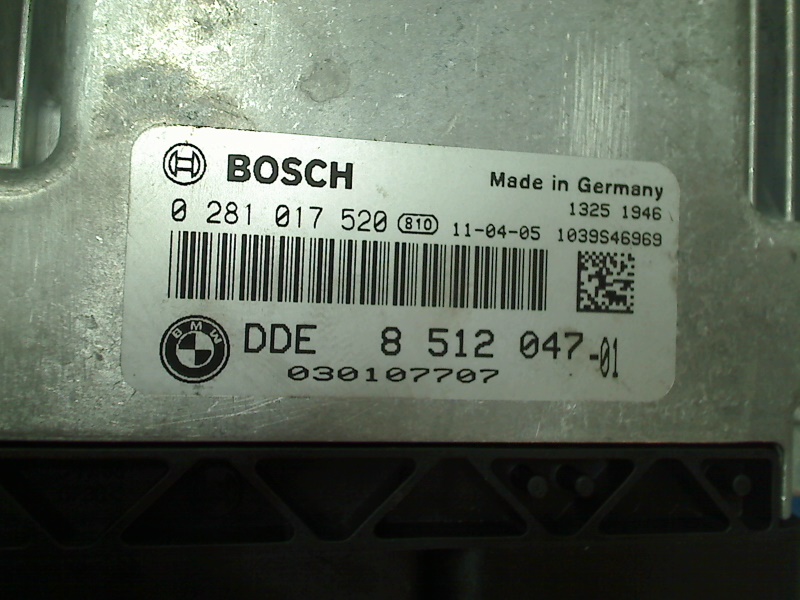 BOSCH
Made in Germany
1325 1946
0 281 017 520 810 11-04-05 1039S46969
BMW DDE 8 512 047-01
030107707